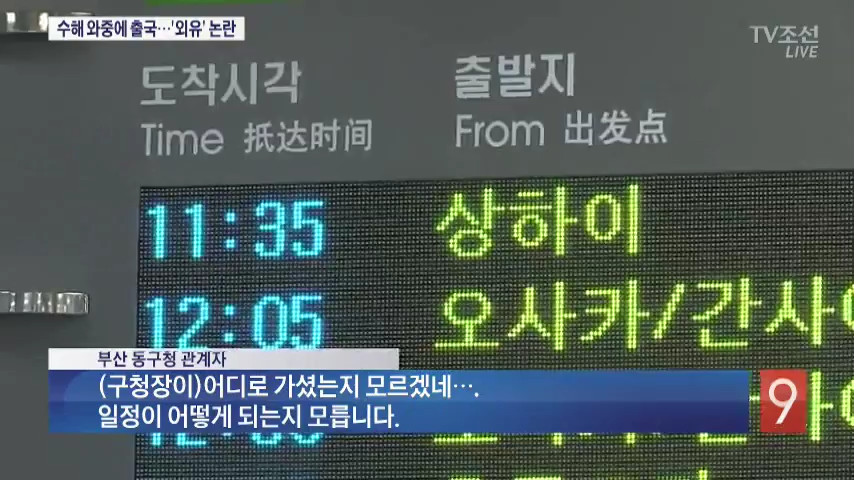 수해 와중에 출국…'외유' 논란
TV조선
LIVE
도착시각 출발지
Time 抵达时间 From 出发点
11:35 상하이
12:05 오사카/간사이
부산 동구청 관계자
(구청장이) 어디로 가셨는지 모르겠네….
일정이 어떻게 되는지 모릅니다.
9